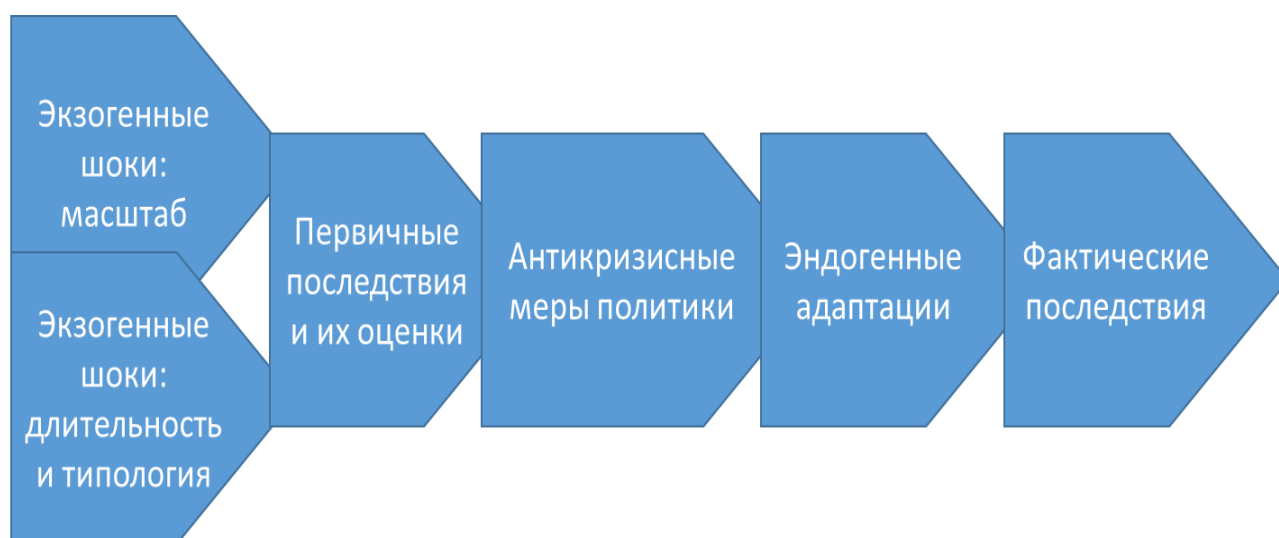 Экзогенные
шоки:
масштаб
Экзогенные
шоки:
длительность
и типология
Первичные
последствия
и их оценки
Антикризисные
меры политики
Эндогенные
адаптации
Фактические
последствия